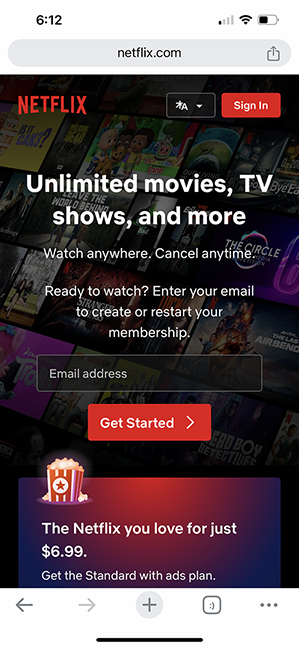 6:12
netflix.com
NETFLIX
Sign In
Unlimited movies, TV
shows, and more
Watch anywhere. Cancel anytime.
Ready to watch? Enter your email
to create or restart your
membership.
Email address
Get Started
THE CIRCLE
The Netflix you love for just
$6.99.
Get the Standard with ads plan.
:)